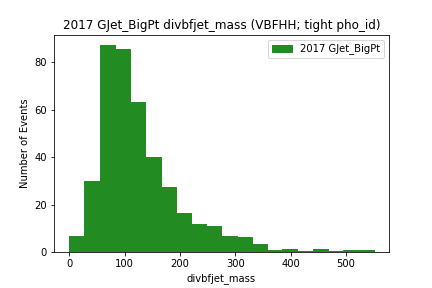 2017 GJet_BigPt divbfjet_mass (VBFHH; tight pho_id)
2017 GJet_BigPt
80
60
40
20
0
Number of Events
0 100 200 300 400 500
divbfjet_mass